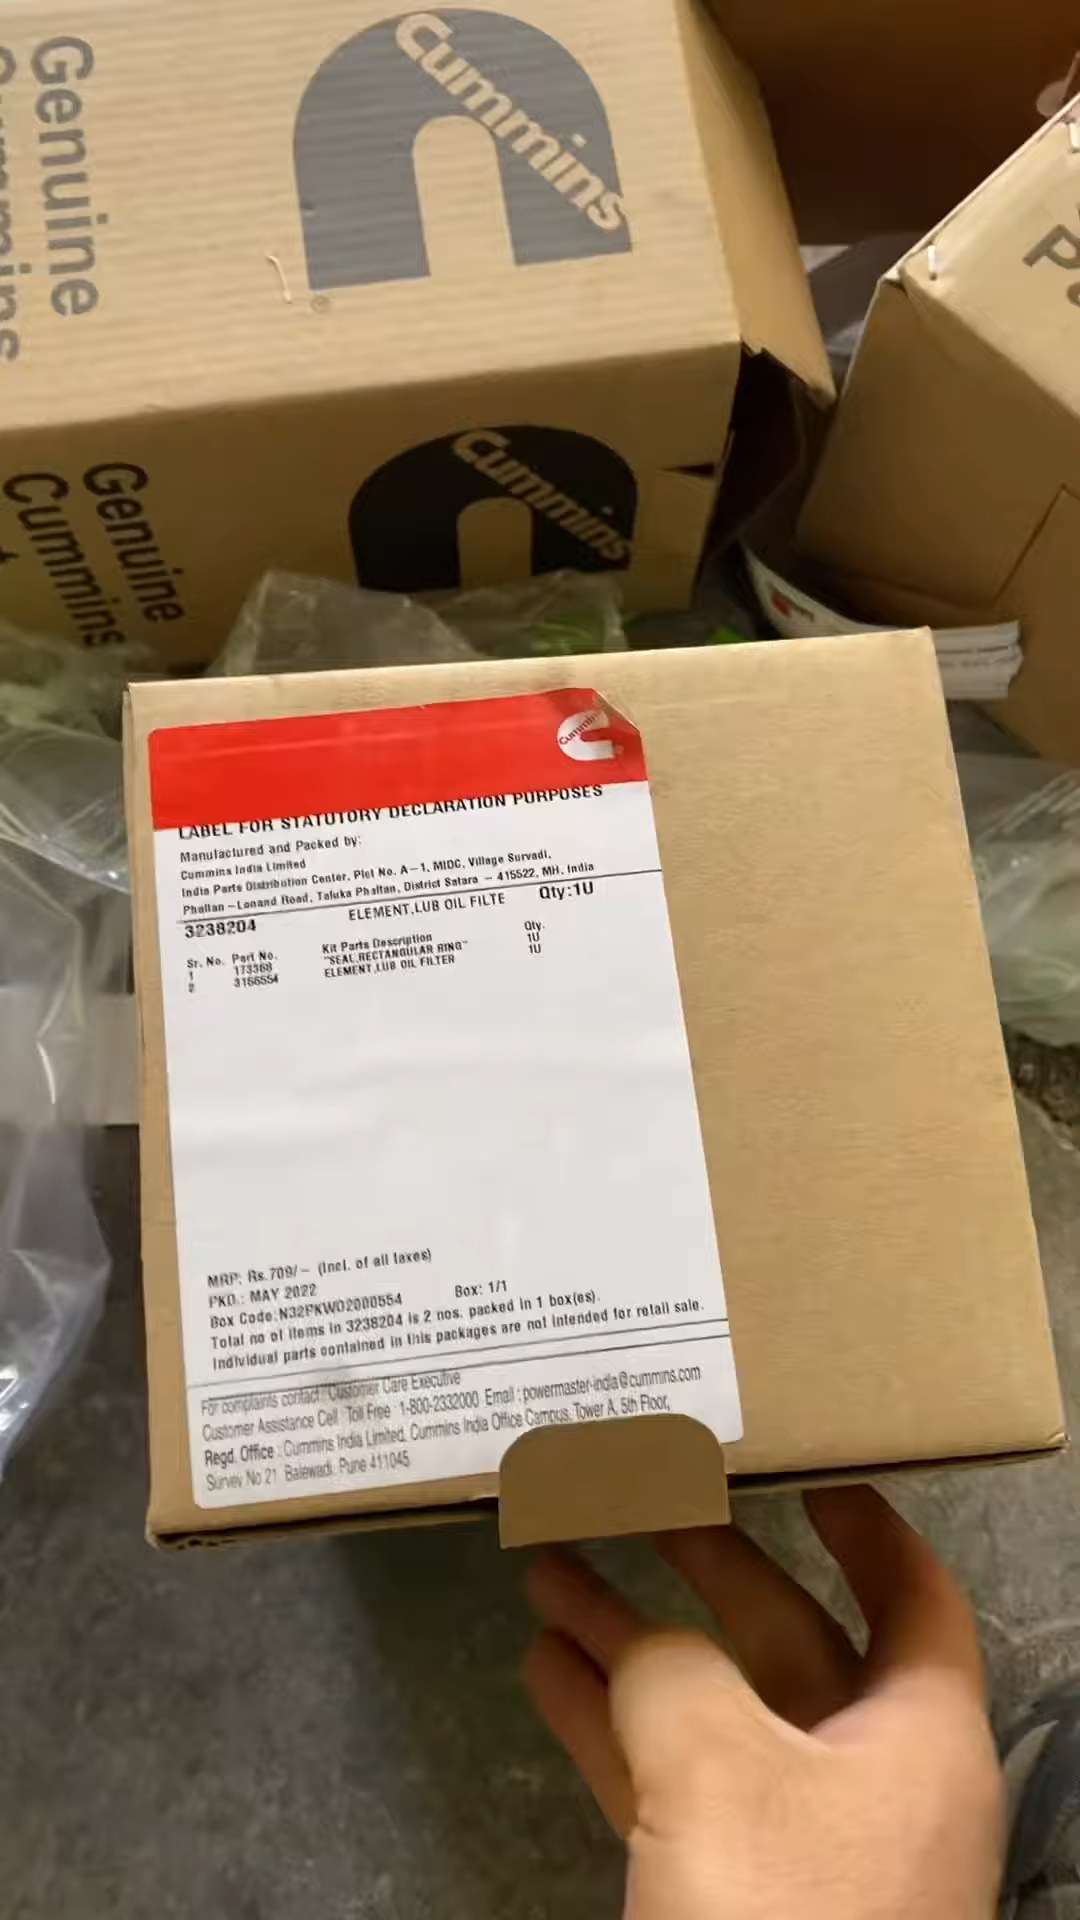 Cummins
Genuine
Cummins
Cummins
Genuine
Cummins
Cummins
LABEL FOR STATUTORY DECLARATION PURPOSES
Manufactured and Packed by:
Cummins India Limited
India Parts Distribution Center, Plot No. A-1, MIDC, Village Survadi,
Phaltan -Lonand Road, Taluka Phaltan, District Satara - 415522, MH, India
3238204 ELEMENT,LUB OIL FILTE Qty:1U
Sr. No. Part No. Kit Parts Description Qty.
1 173368 "SEAL,RECTANGULAR RING" 1U
2 3166554 ELEMENT,LUB OIL FILTER 1U
MRP: Rs.709/- (Incl. of all taxes)
PKD.: MAY 2022
Box Code:N32PKW02000554 Box: 1/1
Total no of items in 3238204 is 2 nos. packed in 1 box(es).
Individual parts contained in this packages are not intended for retail sale.
For complaints contact : Customer Care Executive
Customer Assistance Cell Toll Free : 1-800-2332000 Email : powermaster-india@cummins.com
Regd. Office : Cummins India Limited, Cummins India Office Campus, Tower A, 5th Floor,
Survey No 21 Balewadi, Pune 411045